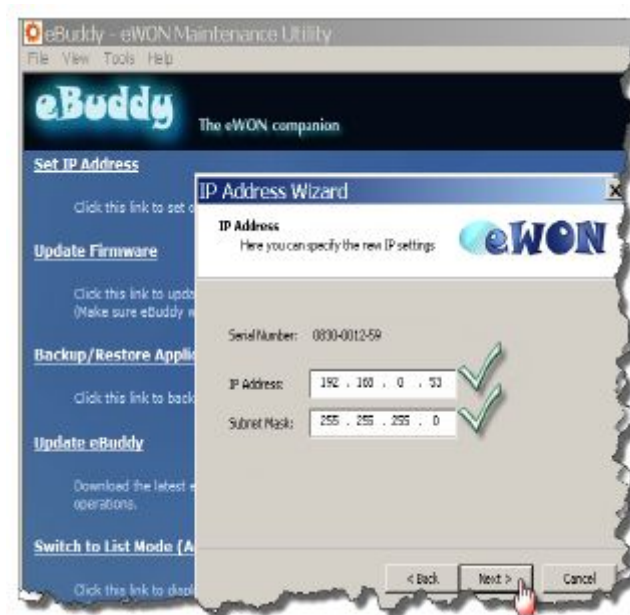 eBuddy - eWON Maintenance Utility
File View Tools Help
eBuddy
The eWON companion
Set IP Address
Click this link to set
Update Firmware
Click this link to upda
(Make sure eBuddy w
Backup/Restore Applic
Click this link to back
Update eBuddy
Download the latest e
operations.
Switch to List Mode (A
Click this link to displ
IP Address Wizard
IP Address
Here you can specify the new IP settings
eWON
Serial Number: 0830-0012-59
IP Address: 192 . 168 . 0 . 53
Subnet Mask: 255 . 255 . 255 . 0
< Back Next > Cancel